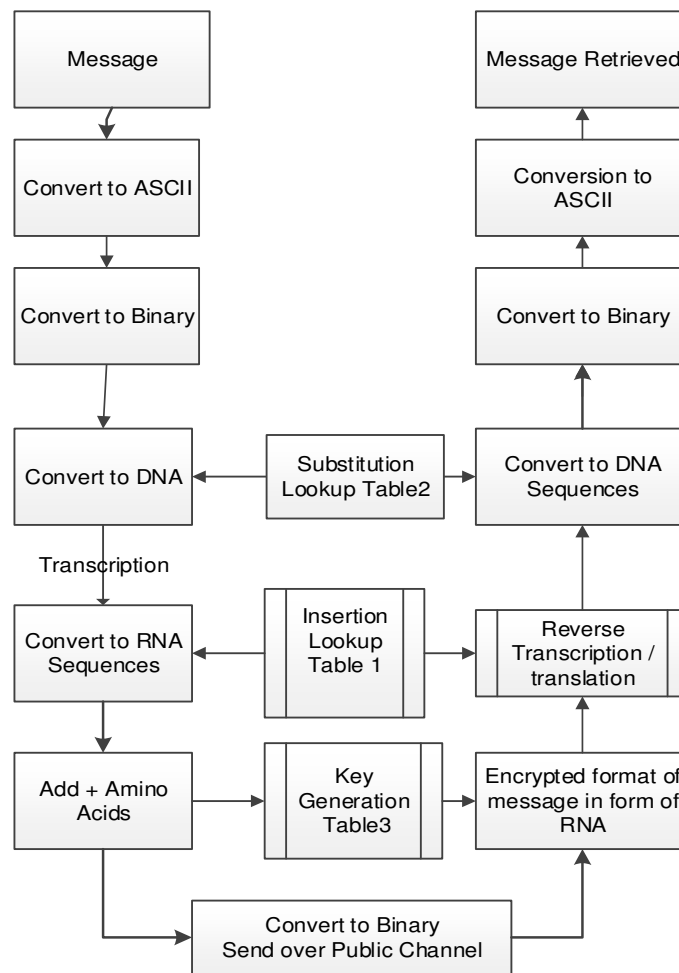 Message
Message Retrieved
Convert to ASCII
Conversion to
ASCII
Convert to Binary
Convert to Binary
Convert to DNA
Substitution
Lookup Table2
Convert to DNA
Sequences
Transcription
Convert to RNA
Sequences
Insertion
Lookup
Table 1
Reverse
Transcription /
translation
Add + Amino
Acids
Key
Generation
Table3
Encrypted format of
message in form of
RNA
Convert to Binary
Send over Public Channel